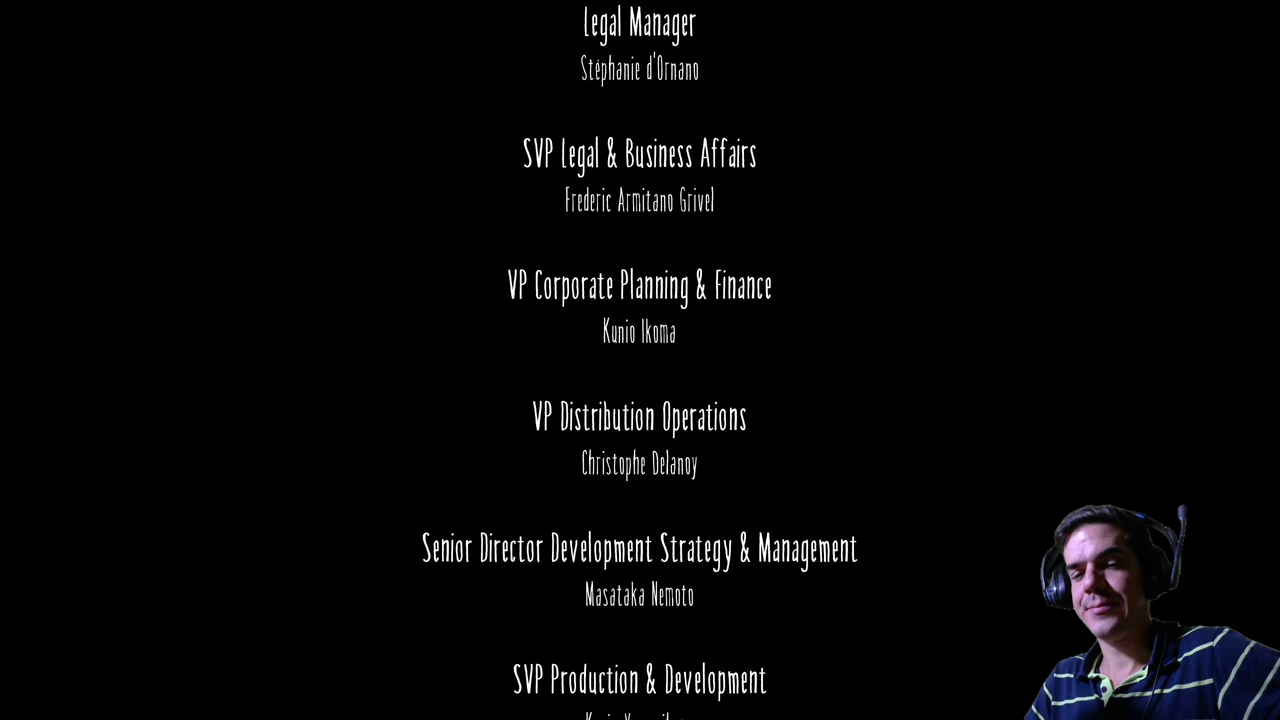 Legal Manager
Stéphanie d'Ornano
SVP Legal & Business Affairs
Frederic Armitano Grivel
VP Corporate Planning & Finance
Kunio Ikoma
VP Distribution Operations
Christophe Delanoy
Senior Director Development Strategy & Management
Masataka Nemoto
SVP Production & Development